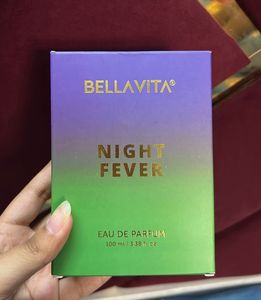 BELLAVITA®
NIGHT
FEVER
EAU DE PARFUM
100 ml / 3.38 fl. oz